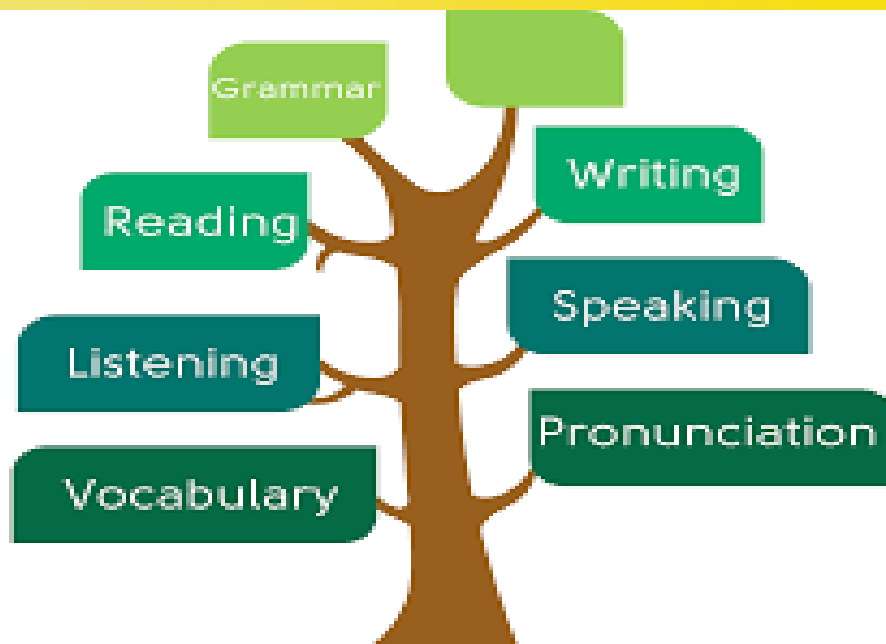 Grammar
Writing
Reading
Speaking
Listening
Pronunciation
Vocabulary